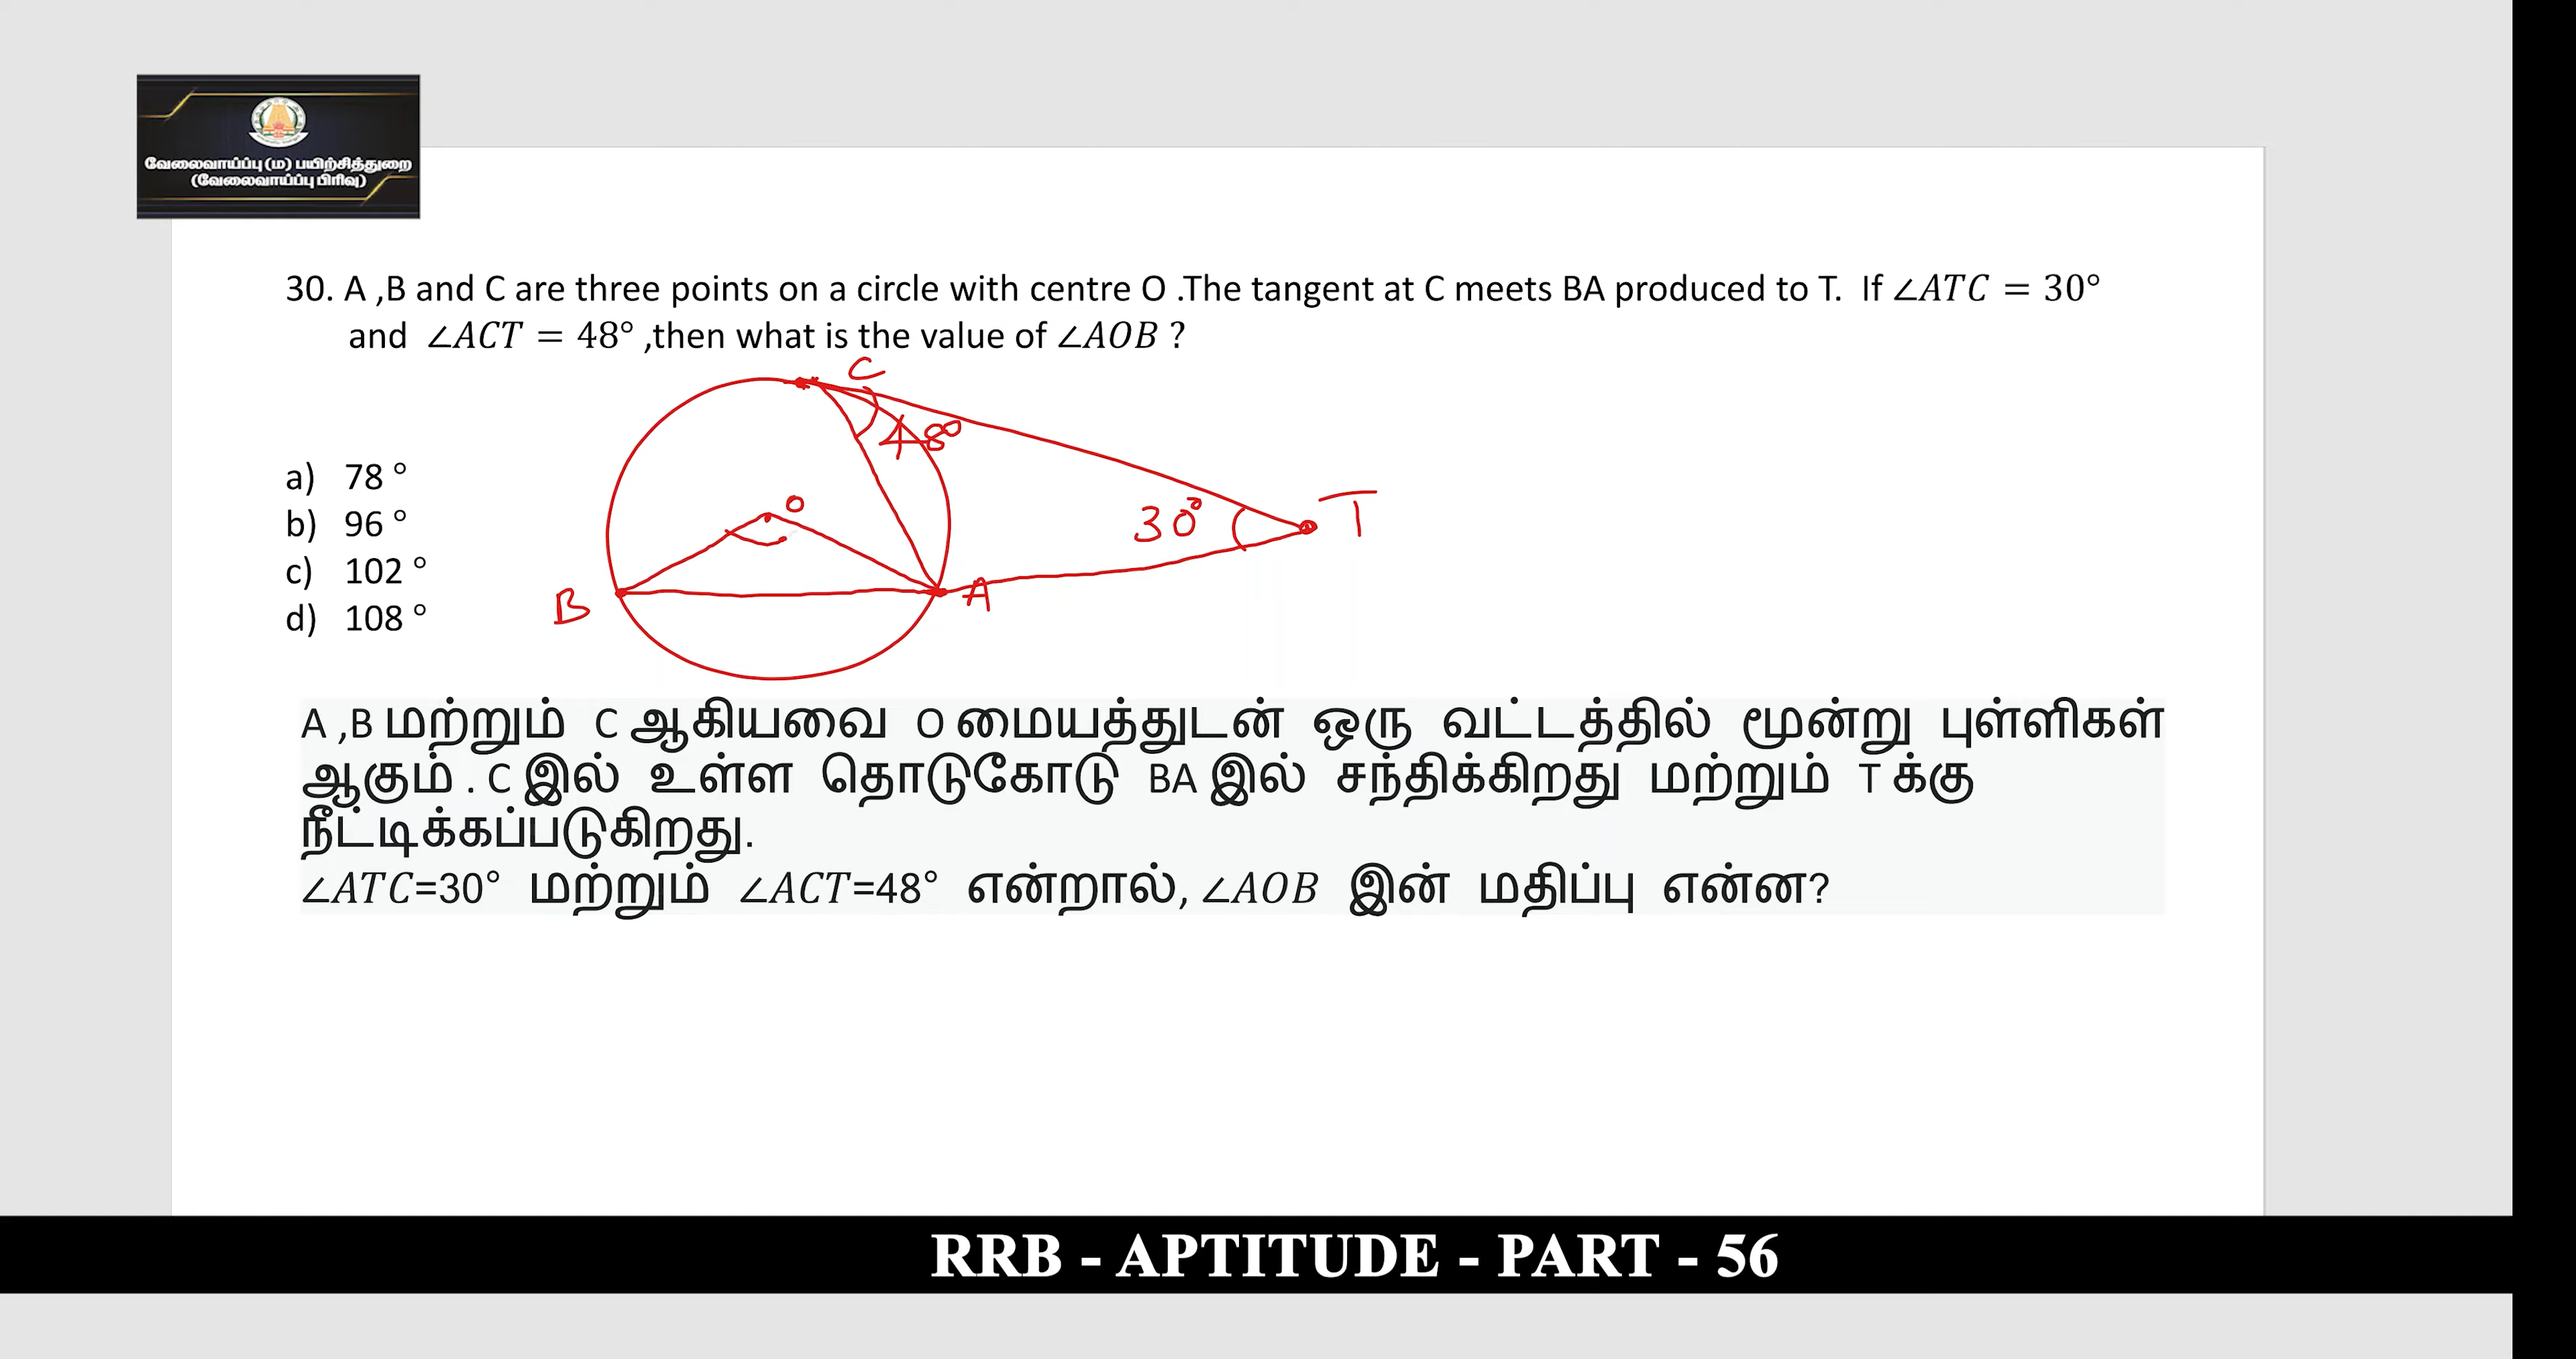 வேலைவாய்ப்பு (ம) பயிற்சித்துறை
(வேலைவாய்ப்பு பிரிவு)
30. A ,B and C are three points on a circle with centre O .The tangent at C meets BA produced to T. If ∠ATC = 30°
and ∠ACT = 48° ,then what is the value of ∠AOB ?
C
48°
a) 78 °
O
T
b) 96 °
30°
c) 102 °
B
A
d) 108 °
A ,B மற்றும் C ஆகியவை O மையத்துடன் ஒரு வட்டத்தில் மூன்று புள்ளிகள்
ஆகும் . C இல் உள்ள தொடுகோடு BA இல் சந்திக்கிறது மற்றும் T க்கு
நீட்டிக்கப்படுகிறது.
∠ATC=30° மற்றும் ∠ACT=48° என்றால், ∠AOB இன் மதிப்பு என்ன?
RRB - APTITUDE - PART - 56